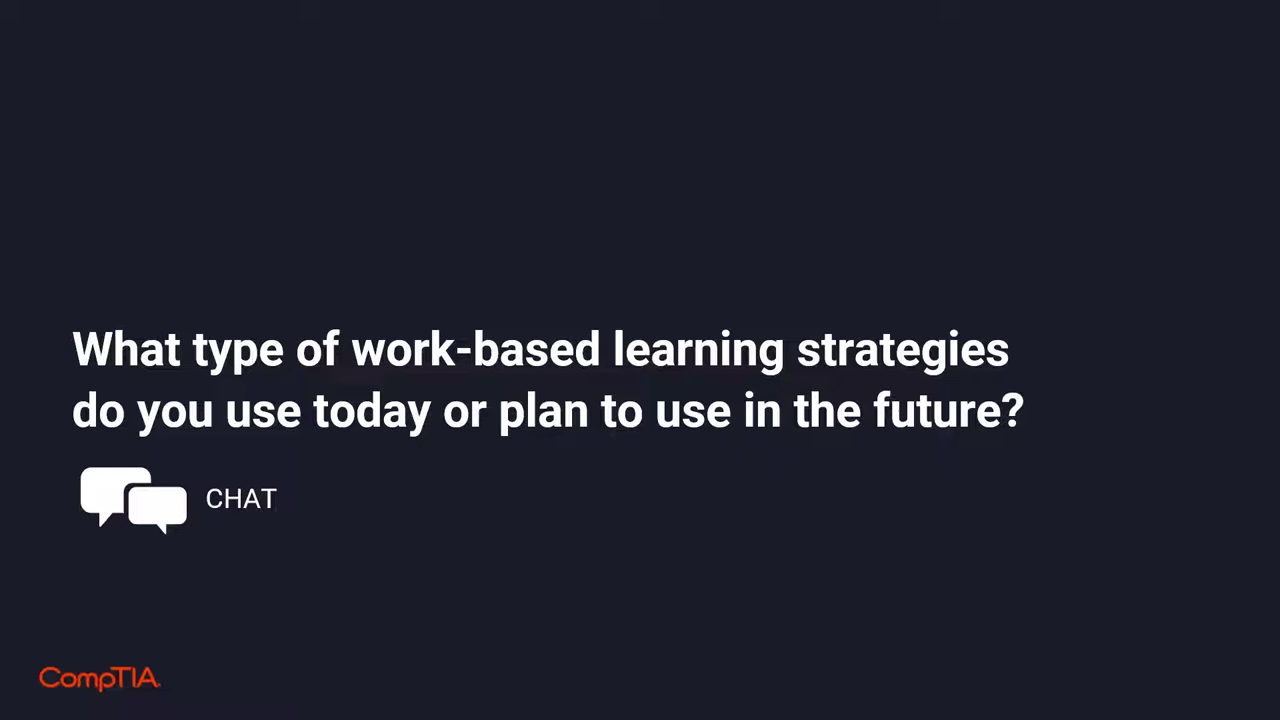 What type of work-based learning strategies
do you use today or plan to use in the future?
CHAT
CompTIA.